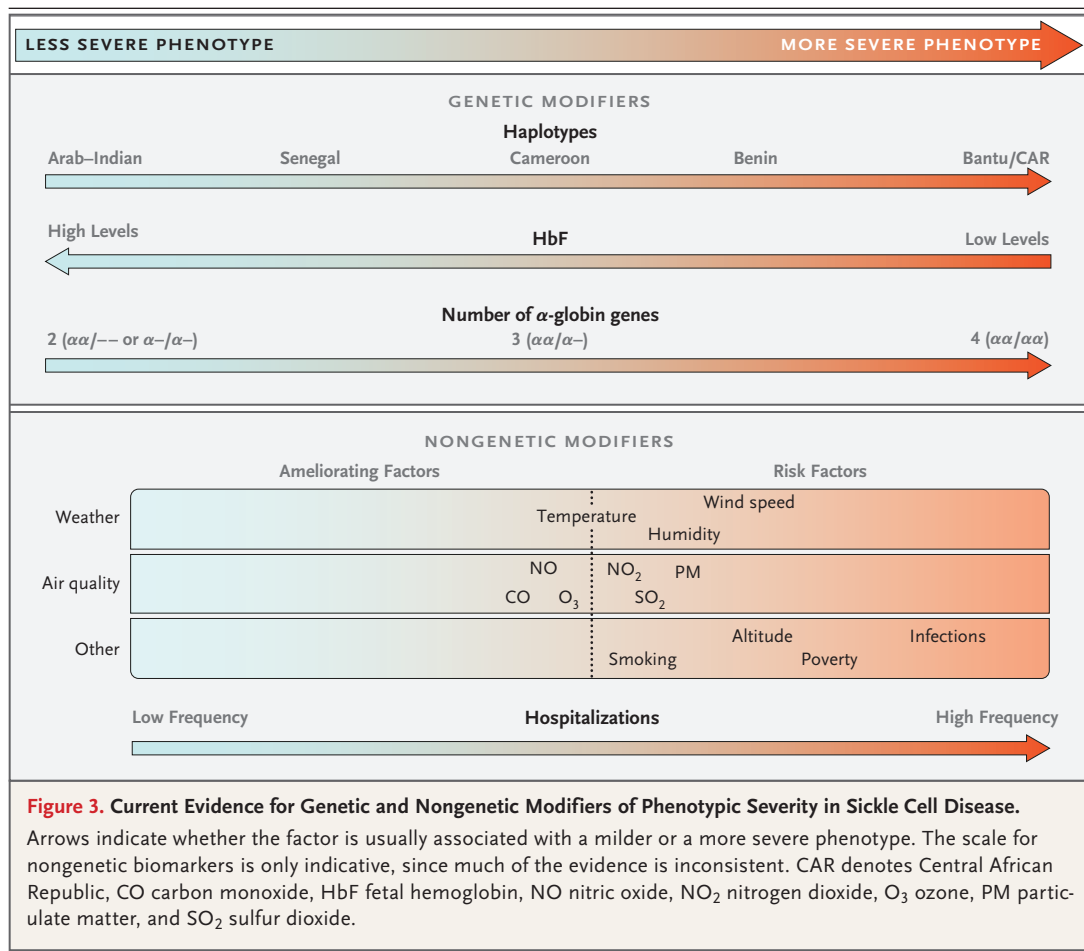 LESS SEVERE PHENOTYPE MORE SEVERE PHENOTYPE
GENETIC MODIFIERS
Haplotypes
Arab–Indian Senegal Cameroon Benin Bantu/CAR
High Levels HbF Low Levels
Number of α-globin genes
2 (αα/–– or α–/α–) 3 (αα/α–) 4 (αα/αα)
NONGENETIC MODIFIERS
Ameliorating Factors Risk Factors
Weather
Wind speed
Temperature
Humidity
Air quality
NO NO₂ PM
CO O₃ SO₂
Other
Altitude Infections
Smoking Poverty
Low Frequency Hospitalizations High Frequency
Figure 3. Current Evidence for Genetic and Nongenetic Modifiers of Phenotypic Severity in Sickle Cell Disease.
Arrows indicate whether the factor is usually associated with a milder or a more severe phenotype. The scale for
nongenetic biomarkers is only indicative, since much of the evidence is inconsistent. CAR denotes Central African
Republic, CO carbon monoxide, HbF fetal hemoglobin, NO nitric oxide, NO₂ nitrogen dioxide, O₃ ozone, PM partic-
ulate matter, and SO₂ sulfur dioxide.